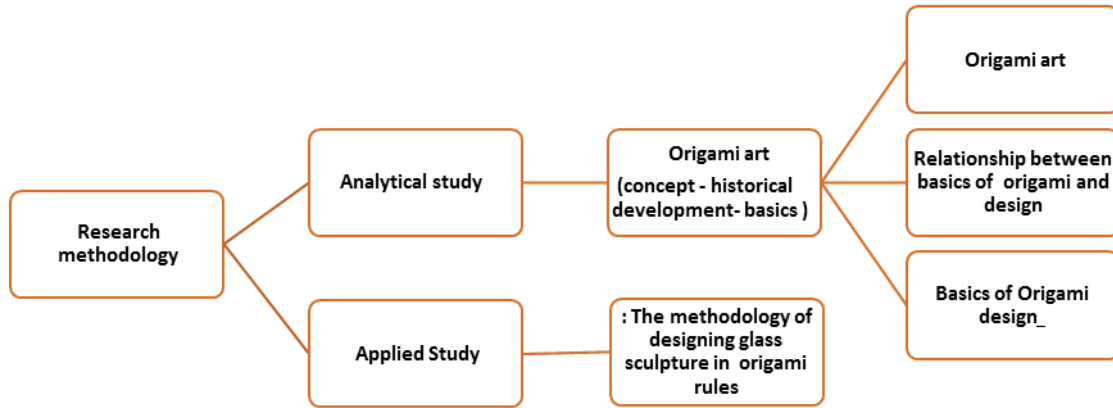 Research
methodology
Analytical study
Applied Study
Origami art
(concept - historical
development- basics )
: The methodology of
designing glass
sculpture in origami
rules
Origami art
Relationship between
basics of origami and
design
Basics of Origami
design_